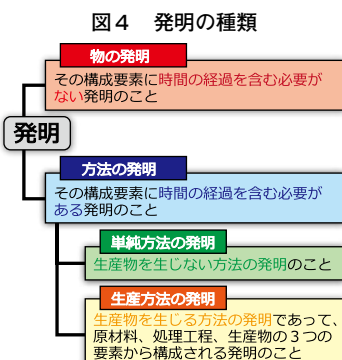 図４　発明の種類
物の発明
その構成要素に時間の経過を含む必要が
ない発明のこと
発明
方法の発明
その構成要素に時間の経過を含む必要が
ある発明のこと
単純方法の発明
生産物を生じない方法の発明のこと
生産方法の発明
生産物を生じる方法の発明であって、
原材料、処理工程、生産物の３つの
要素から構成される発明のこと